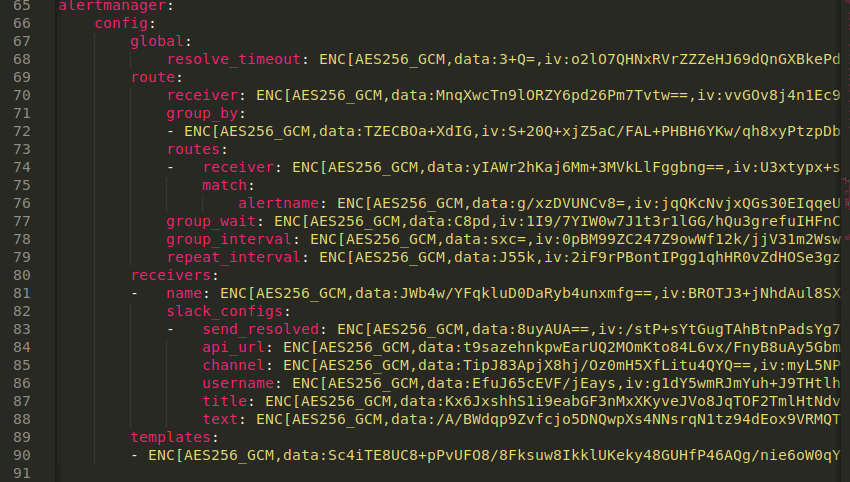 65 alertmanager:
66 config:
67 global:
68 resolve_timeout: ENC[AES256_GCM,data:3+Q=,iv:o2lO7QHNxRVrZZZeHJ69dQnGXBkePd
69 route:
70 receiver: ENC[AES256_GCM,data:MnqXwcTn9lORZY6pd26Pm7Tvtw==,iv:vvGOv8j4n1Ec9
71 group_by:
72 - ENC[AES256_GCM,data:TZECBOa+XdIG,iv:S+20Q+xjZ5aC/FAL+PHBH6YKw/qh8xyPtzpDb
73 routes:
74 - receiver: ENC[AES256_GCM,data:yIAWr2hKaj6Mm+3MVkLlFggbng==,iv:U3xtypx+s
75 match:
76 alertname: ENC[AES256_GCM,data:g/xzDVUNCv8=,iv:jqQKcNvjxQGs30EIqqeU
77 group_wait: ENC[AES256_GCM,data:C8pd,iv:1I9/7YIW0w7J1t3r1lGG/hQu3grefuIHFnC
78 group_interval: ENC[AES256_GCM,data:sxc=,iv:0pBM99ZC247Z9owWf12k/jjV31m2Wsw
79 repeat_interval: ENC[AES256_GCM,data:J55k,iv:2iF9rPBontIPgg1qhHR0vZdHOSe3gz
80 receivers:
81 - name: ENC[AES256_GCM,data:JWb4w/YFqkluD0DaRyb4unxmfg==,iv:BROTJ3+jNhdAul8SX
82 slack_configs:
83 - send_resolved: ENC[AES256_GCM,data:8uyAUA==,iv:/stP+sYtGugTAhBtnPadsYg7
84 api_url: ENC[AES256_GCM,data:t9sazehnkpwEarUQ2MOmKto84L6vx/FnyB8uAy5Gbm
85 channel: ENC[AES256_GCM,data:TipJ83ApjX8hj/Oz0mH5XfLitu4QYQ==,iv:myL5NP
86 username: ENC[AES256_GCM,data:EfuJ65cEVF/jEays,iv:g1dY5wmRJmYuh+J9THtlh
87 title: ENC[AES256_GCM,data:Kx6JxshhS1i9eabGF3nMxXKyveJVo8JqTOF2TmlHtNdv
88 text: ENC[AES256_GCM,data:/A/BWdqp9Zvfcjo5DNQwpXs4NNsrqN1tz94dEox9VRMQT
89 templates:
90 - ENC[AES256_GCM,data:Sc4iTE8UC8+pPvUFO8/8Fksuw8IkklUKeky48GUHfP46AQg/nie6oW0qY
91